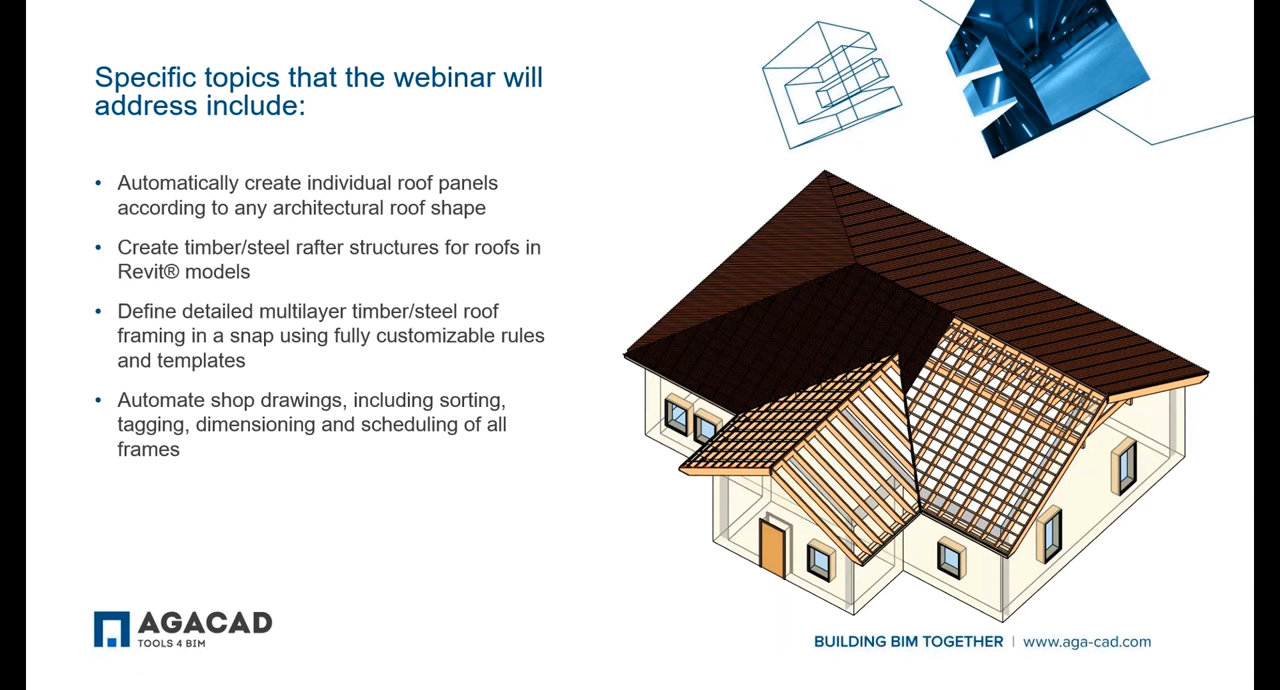 Specific topics that the webinar will
address include:
• Automatically create individual roof panels
according to any architectural roof shape
• Create timber/steel rafter structures for roofs in
Revit® models
• Define detailed multilayer timber/steel roof
framing in a snap using fully customizable rules
and templates
• Automate shop drawings, including sorting,
tagging, dimensioning and scheduling of all
frames
AGACAD
TOOLS 4 BIM
BUILDING BIM TOGETHER | www.aga-cad.com